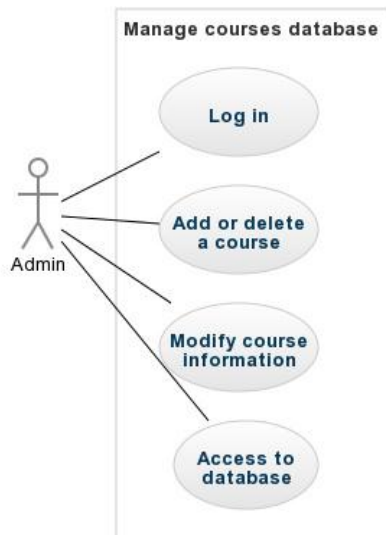 Manage courses database
Log in
Add or delete
a course
Admin
Modify course
information
Access to
database